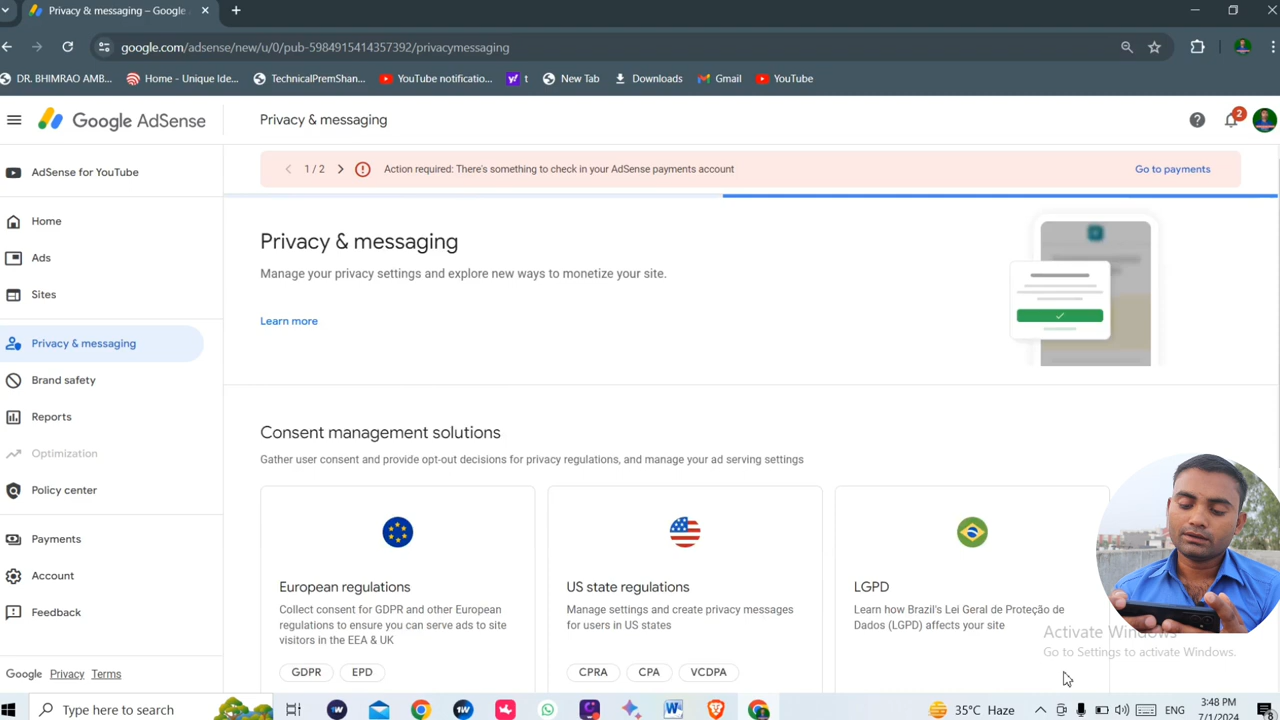 Privacy & messaging – Google
google.com/adsense/new/u/0/pub-5984915414357392/privacymessaging
DR. BHIMRAO AMB...
Home - Unique Ide...
TechnicalPremShan...
YouTube notificatio...
t
New Tab
Downloads
Gmail
YouTube
Google AdSense
Privacy & messaging
2
AdSense for YouTube
1 / 2
Action required: There's something to check in your AdSense payments account
Go to payments
Home
Ads
Sites
Privacy & messaging
Brand safety
Reports
Optimization
Policy center
Payments
Account
Feedback
Google Privacy Terms
Privacy & messaging
Manage your privacy settings and explore new ways to monetize your site.
Learn more
Consent management solutions
Gather user consent and provide opt-out decisions for privacy regulations, and manage your ad serving settings
European regulations
Collect consent for GDPR and other European
regulations to ensure you can serve ads to site
visitors in the EEA & UK
GDPR
EPD
US state regulations
Manage settings and create privacy messages
for users in US states
CPRA
CPA
VCDPA
LGPD
Learn how Brazil's Lei Geral de Proteção de
Dados (LGPD) affects your site
Activate Windows
Go to Settings to activate Windows.
Type here to search
35°C Haze
ENG
3:48 PM
7/1/2024